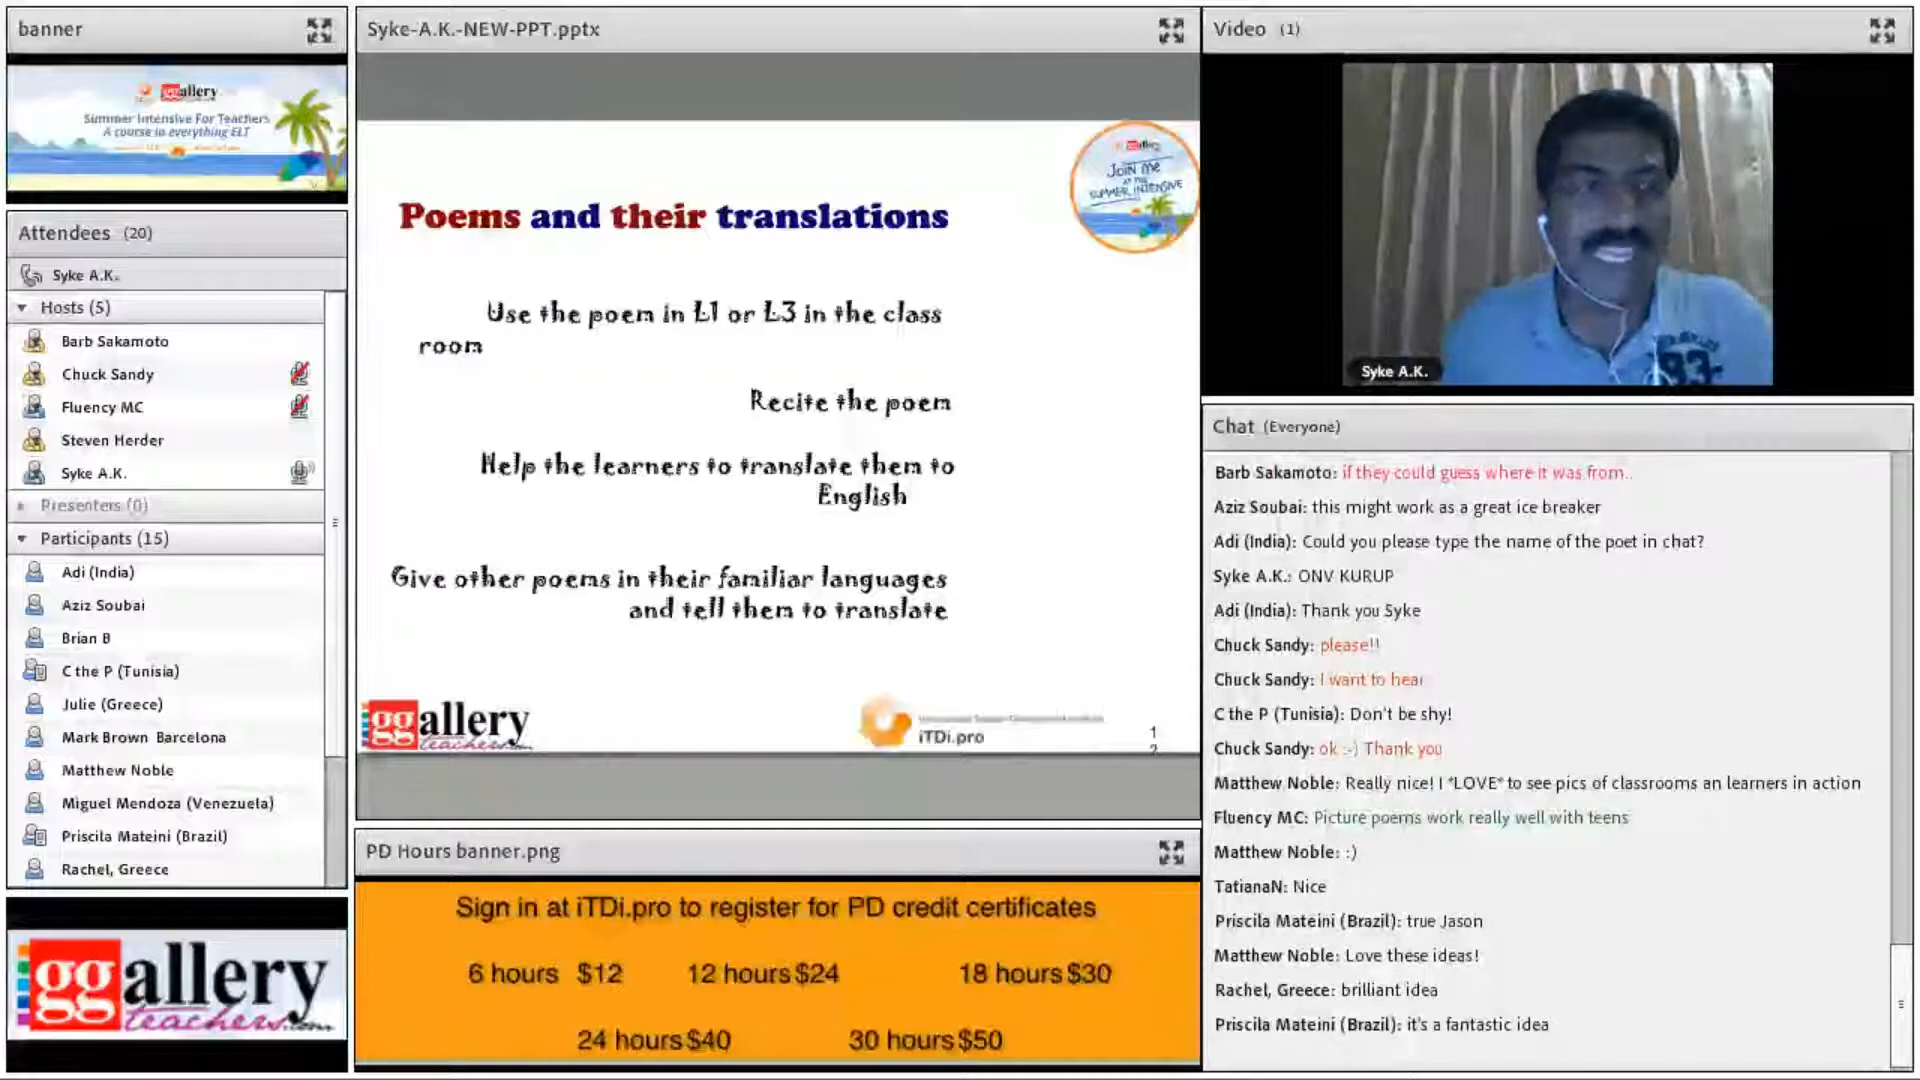 banner
ggallery
Summer Intensive For Teachers
A course in everything ELT
Attendees (20)
Syke A.K.
Hosts (5)
Barb Sakamoto
Chuck Sandy
Fluency MC
Steven Herder
Syke A.K.
Presenters (0)
Participants (15)
Adi (India)
Aziz Soubai
Brian B
C the P (Tunisia)
Julie (Greece)
Mark Brown Barcelona
Matthew Noble
Miguel Mendoza (Venezuela)
Priscila Mateini (Brazil)
Rachel, Greece
ggallery
teachers.com
Syke-A.K.-NEW-PPT.pptx
JOIN ME
AT THE
SUMMER INTENSIVE
Poems and their translations
Use the poem in L1 or L3 in the class
room
Recite the poem
Help the learners to translate them to
English
Give other poems in their familiar languages
and tell them to translate
ggallery
teachers.com
iTDi.pro
1
2
PD Hours banner.png
Sign in at iTDi.pro to register for PD credit certificates
6 hours $12 12 hours $24 18 hours $30
24 hours $40 30 hours $50
Video (1)
Syke A.K.
Chat (Everyone)
Barb Sakamoto: if they could guess where it was from..
Aziz Soubai: this might work as a great ice breaker
Adi (India): Could you please type the name of the poet in chat?
Syke A.K.: ONV KURUP
Adi (India): Thank you Syke
Chuck Sandy: please!!
Chuck Sandy: I want to hear
C the P (Tunisia): Don't be shy!
Chuck Sandy: ok :-) Thank you
Matthew Noble: Really nice! I *LOVE* to see pics of classrooms an learners in action
Fluency MC: Picture poems work really well with teens
Matthew Noble: :)
TatianaN: Nice
Priscila Mateini (Brazil): true Jason
Matthew Noble: Love these ideas!
Rachel, Greece: brilliant idea
Priscila Mateini (Brazil): it's a fantastic idea